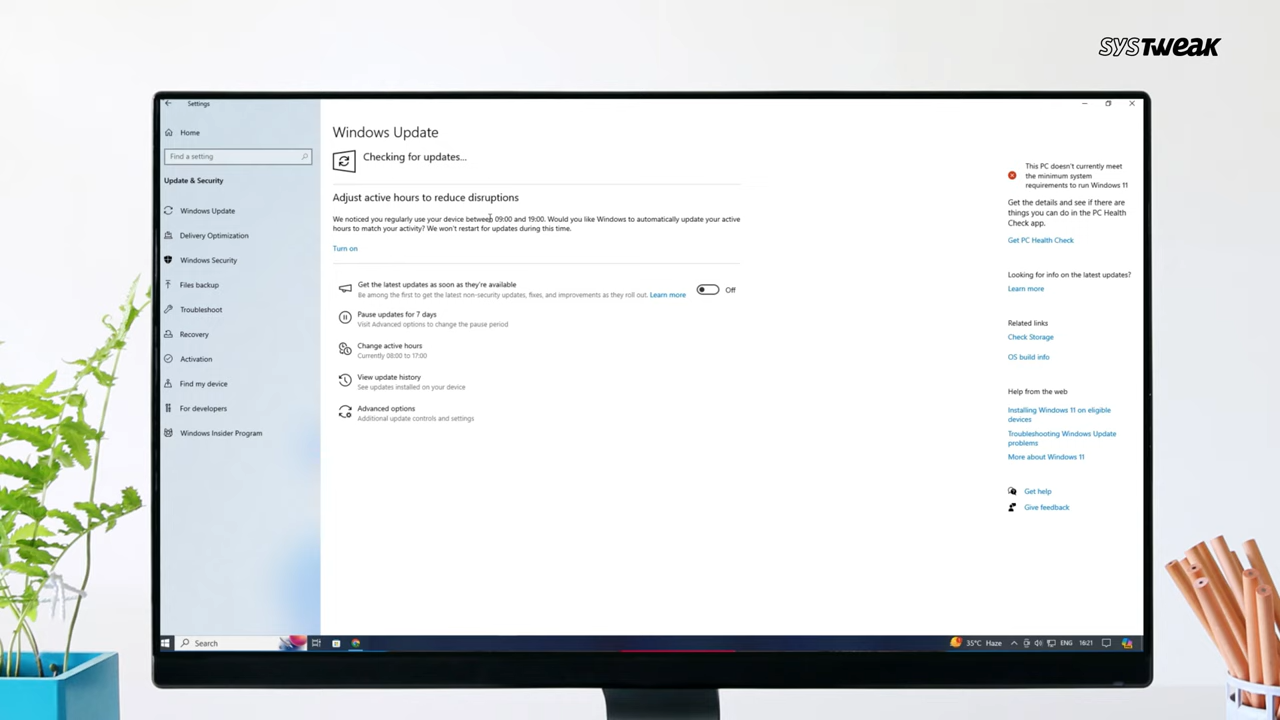 SYSTWEAK
Settings
Home
Find a setting
Update & Security
Windows Update
Delivery Optimization
Windows Security
Files backup
Troubleshoot
Recovery
Activation
Find my device
For developers
Windows Insider Program
Windows Update
Checking for updates...
Adjust active hours to reduce disruptions
We noticed you regularly use your device between 09:00 and 19:00. Would you like Windows to automatically update your active
hours to match your activity? We won't restart for updates during this time.
Turn on
Get the latest updates as soon as they're available
Be among the first to get the latest non-security updates, fixes, and improvements as they roll out. Learn more
Off
Pause updates for 7 days
Visit Advanced options to change the pause period
Change active hours
Currently 08:00 to 17:00
View update history
See updates installed on your device
Advanced options
Additional update controls and settings
This PC doesn't currently meet
the minimum system
requirements to run Windows 11
Get the details and see if there are
things you can do in the PC Health
Check app.
Get PC Health Check
Looking for info on the latest updates?
Learn more
Related links
Check Storage
OS build info
Help from the web
Installing Windows 11 on eligible
devices
Troubleshooting Windows Update
problems
More about Windows 11
Get help
Give feedback
Search
35°C Haze
ENG
16:21